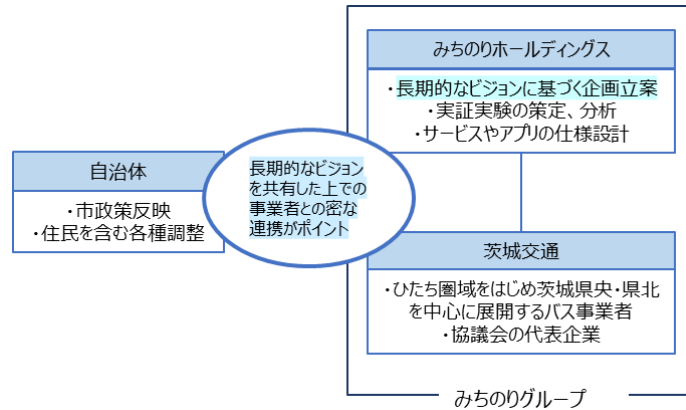 みちのりホールディングス
・長期的なビジョンに基づく企画立案
・実証実験の策定、分析
・サービスやアプリの仕様設計
自治体
・市政策反映
・住民を含む各種調整
長期的なビジョン
を共有した上での
事業者との密な
連携がポイント
茨城交通
・ひたち圏域をはじめ茨城県央・県北
を中心に展開するバス事業者
・協議会の代表企業
みちのりグループ